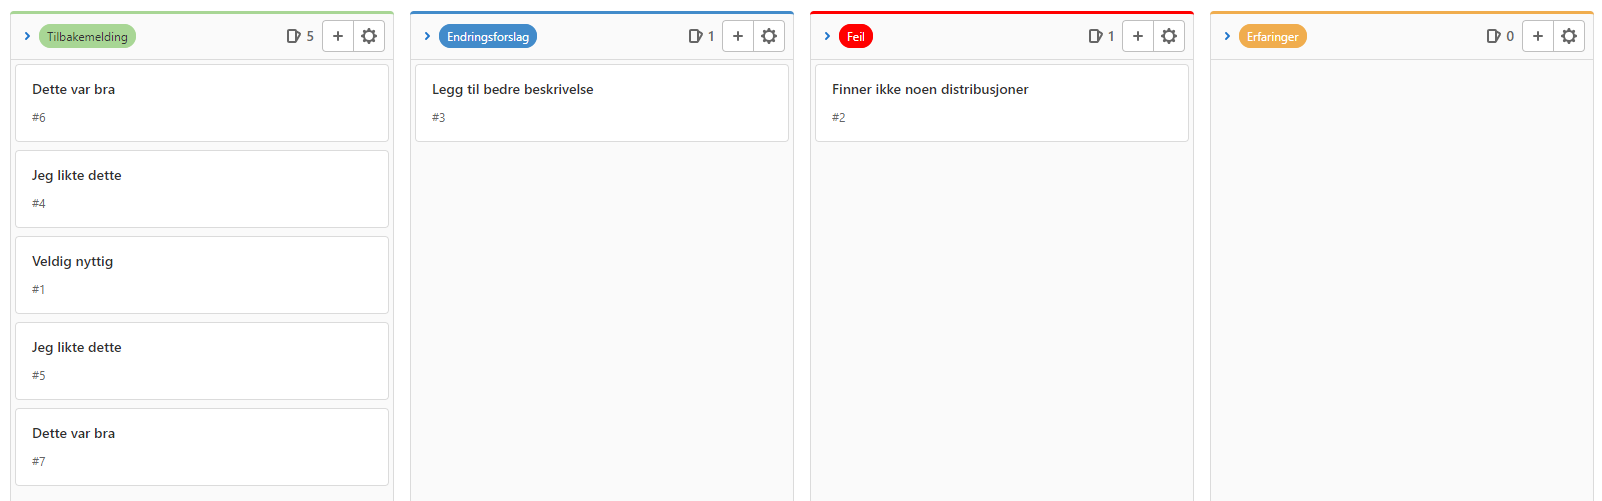 Tilbakemelding 5
Dette var bra
#6
Jeg likte dette
#4
Veldig nyttig
#1
Jeg likte dette
#5
Dette var bra
#7
Endringsforslag 1
Legg til bedre beskrivelse
#3
Feil 1
Finner ikke noen distribusjoner
#2
Erfaringer 0